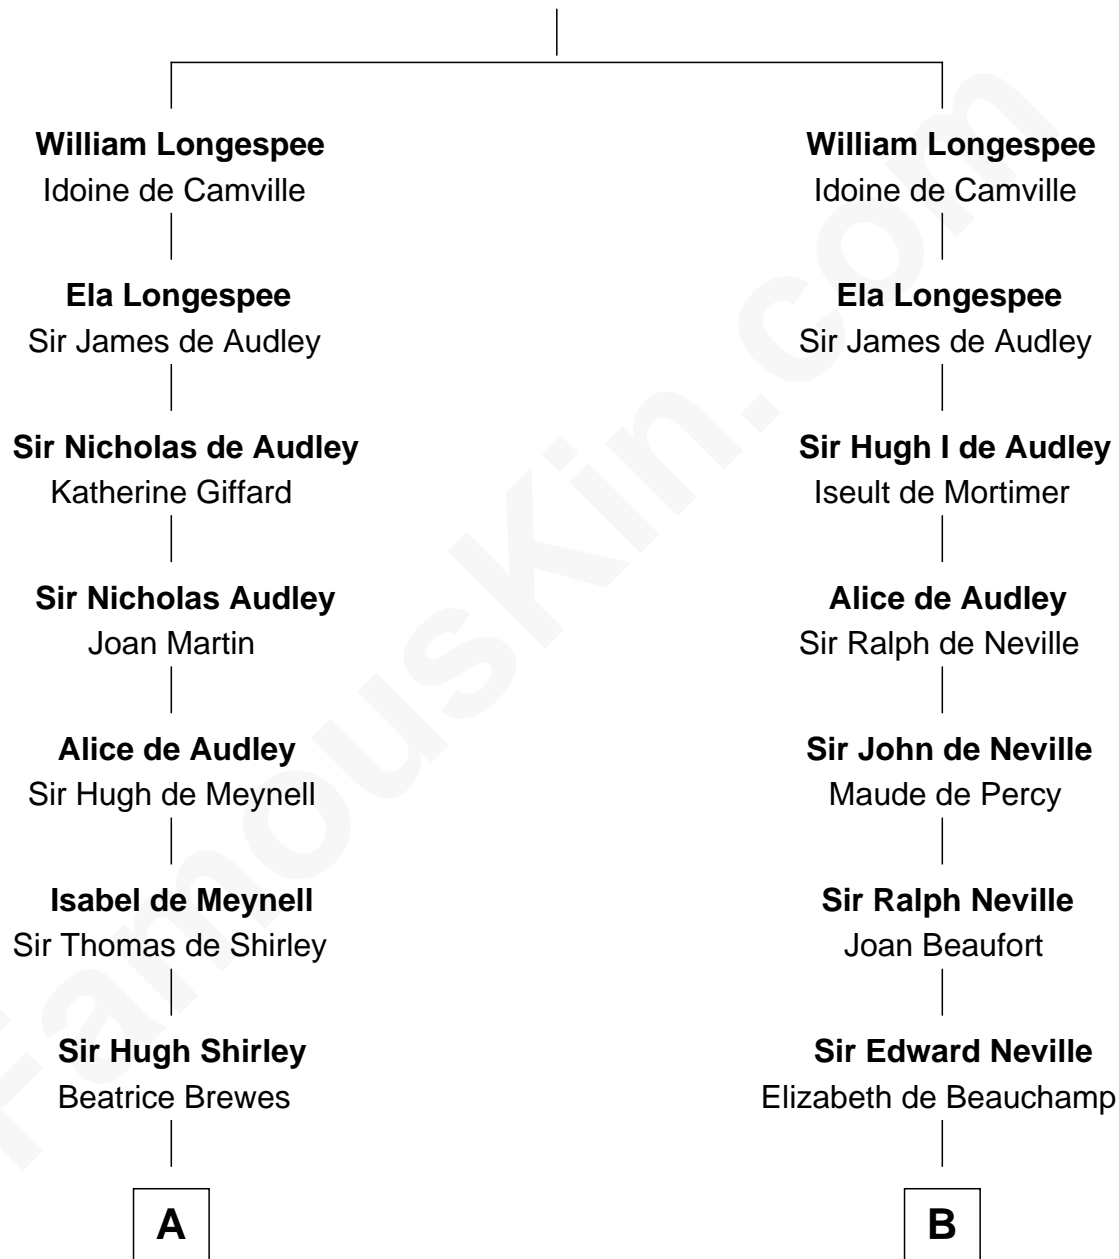 William Longespee
Idoine de Camville
Ela Longespee
Sir James de Audley
Sir Nicholas de Audley
Katherine Giffard
Sir Nicholas Audley
Joan Martin
Alice de Audley
Sir Hugh de Meynell
Isabel de Meynell
Sir Thomas de Shirley
Sir Hugh Shirley
Beatrice Brewes
A
William Longespee
Idoine de Camville
Ela Longespee
Sir James de Audley
Sir Hugh I de Audley
Iseult de Mortimer
Alice de Audley
Sir Ralph de Neville
Sir John de Neville
Maude de Percy
Sir Ralph Neville
Joan Beaufort
Sir Edward Neville
Elizabeth de Beauchamp
B
FamousKin.com